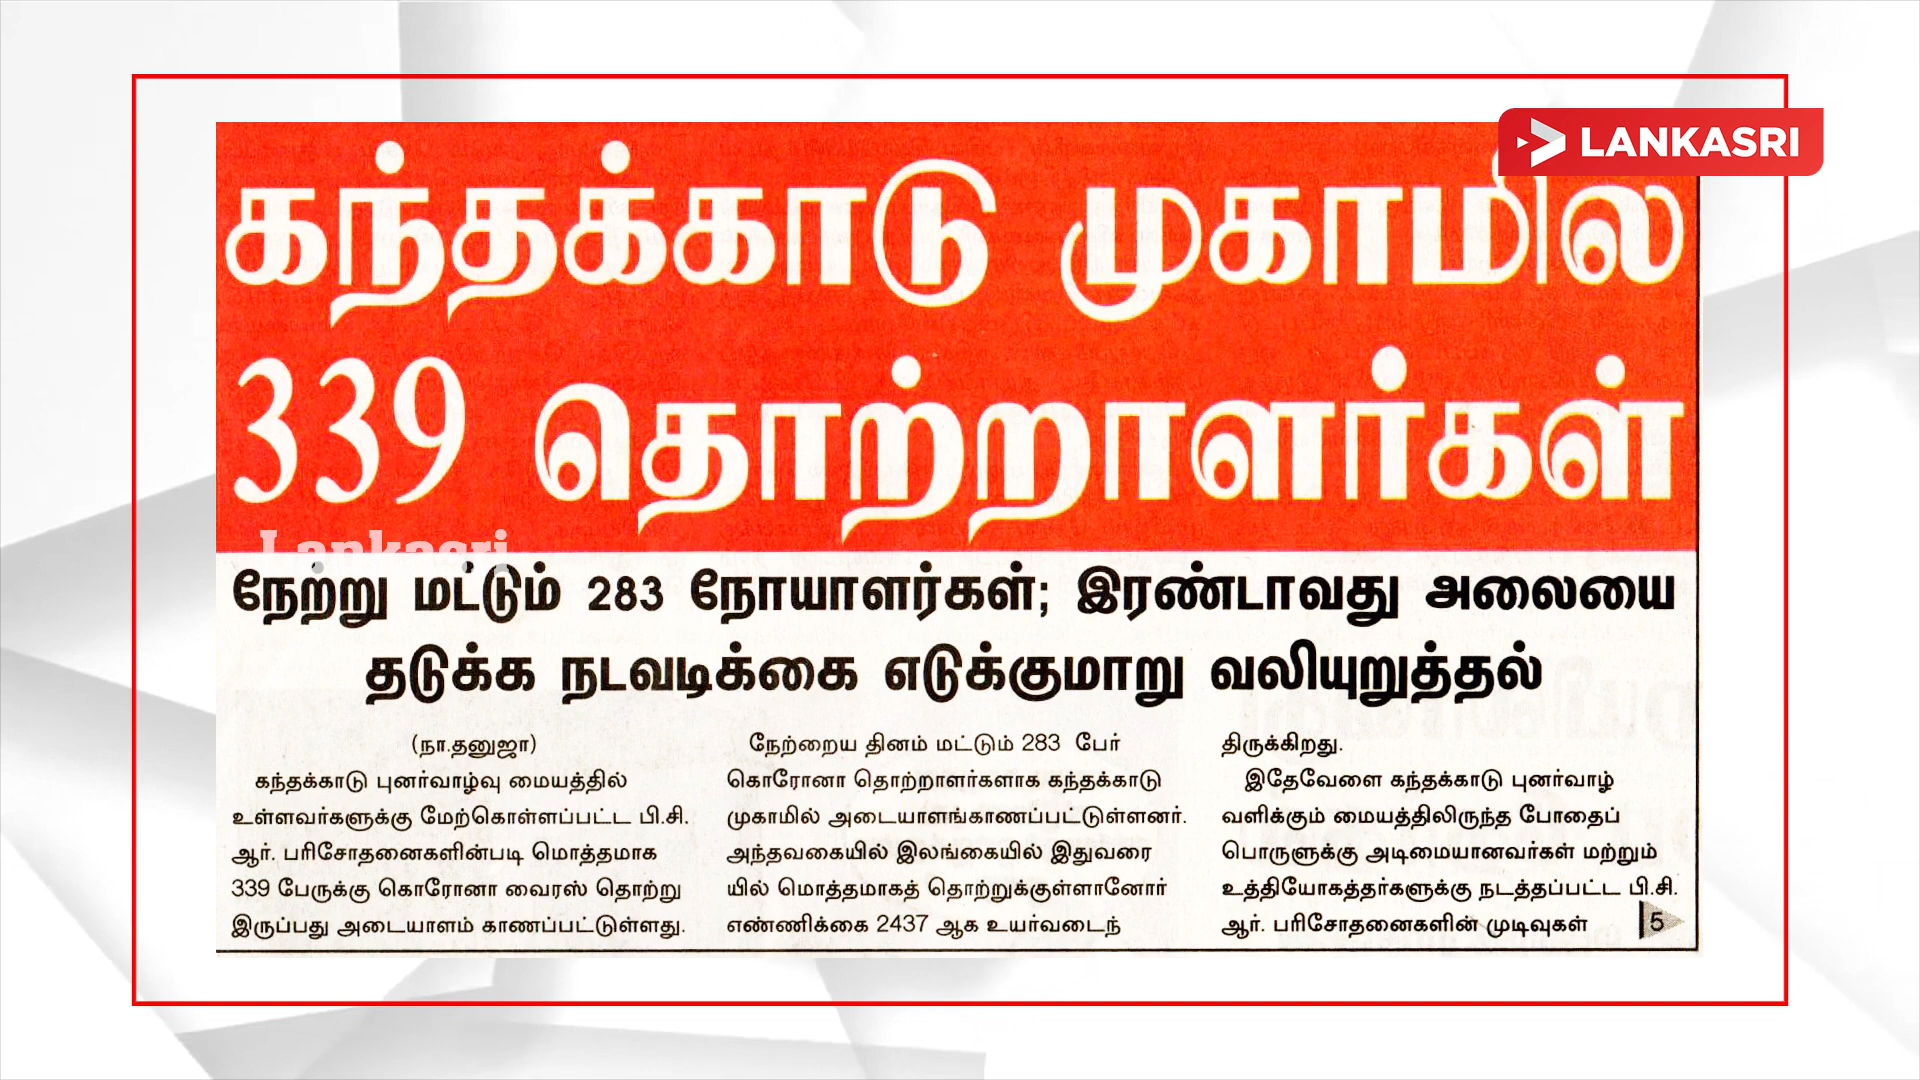 LANKASRI
கந்தக்காடு முகாமில்
339 தொற்றாளர்கள்
Lankasri
நேற்று மட்டும் 283 நோயாளர்கள்; இரண்டாவது அலையை
தடுக்க நடவடிக்கை எடுக்குமாறு வலியுறுத்தல்
(நா.தனுஜா)
கந்தக்காடு புனர்வாழ்வு மையத்தில்
உள்ளவர்களுக்கு மேற்கொள்ளப்பட்ட பி.சி.
ஆர். பரிசோதனைகளின்படி மொத்தமாக
339 பேருக்கு கொரோனா வைரஸ் தொற்று
இருப்பது அடையாளம் காணப்பட்டுள்ளது.
நேற்றைய தினம் மட்டும் 283 பேர்
கொரோனா தொற்றாளர்களாக கந்தக்காடு
முகாமில் அடையாளங்காணப்பட்டுள்ளனர்.
அந்தவகையில் இலங்கையில் இதுவரை
யில் மொத்தமாகத் தொற்றுக்குள்ளானோர்
எண்ணிக்கை 2437 ஆக உயர்வடைந்
திருக்கிறது.
இதேவேளை கந்தக்காடு புனர்வாழ்
வளிக்கும் மையத்திலிருந்த போதைப்
பொருளுக்கு அடிமையானவர்கள் மற்றும்
உத்தியோகத்தர்களுக்கு நடத்தப்பட்ட பி.சி.
ஆர். பரிசோதனைகளின் முடிவுகள் 5